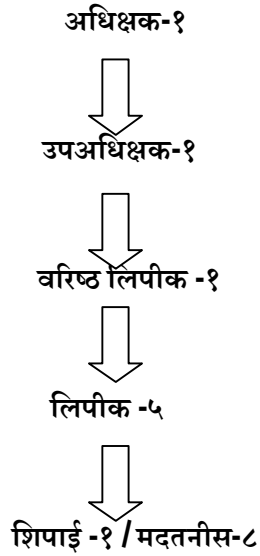 अधिक्षक-१
उपअधिक्षक-१
वरिष्ठ लिपीक -१
लिपीक -५
शिपाई -१ / मदतनीस-८